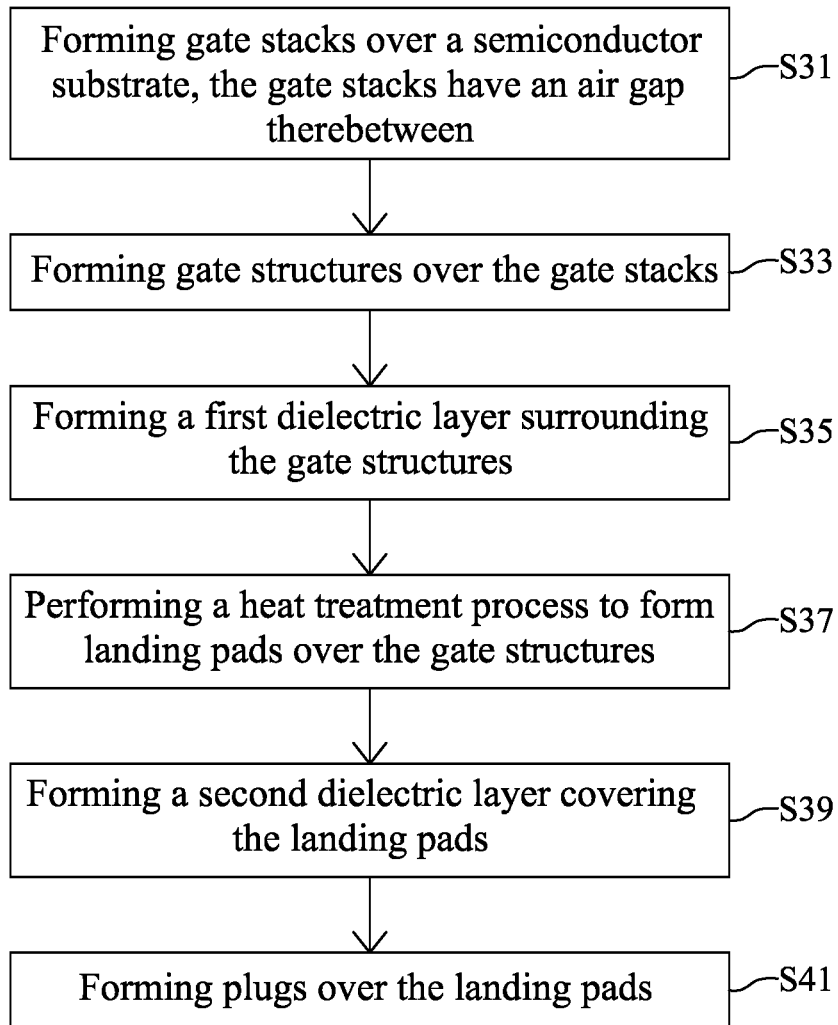 Forming gate stacks over a semiconductor
substrate, the gate stacks have an air gap
therebetween
S31
Forming gate structures over the gate stacks
S33
Forming a first dielectric layer surrounding
the gate structures
S35
Performing a heat treatment process to form
landing pads over the gate structures
S37
Forming a second dielectric layer covering
the landing pads
S39
Forming plugs over the landing pads
S41